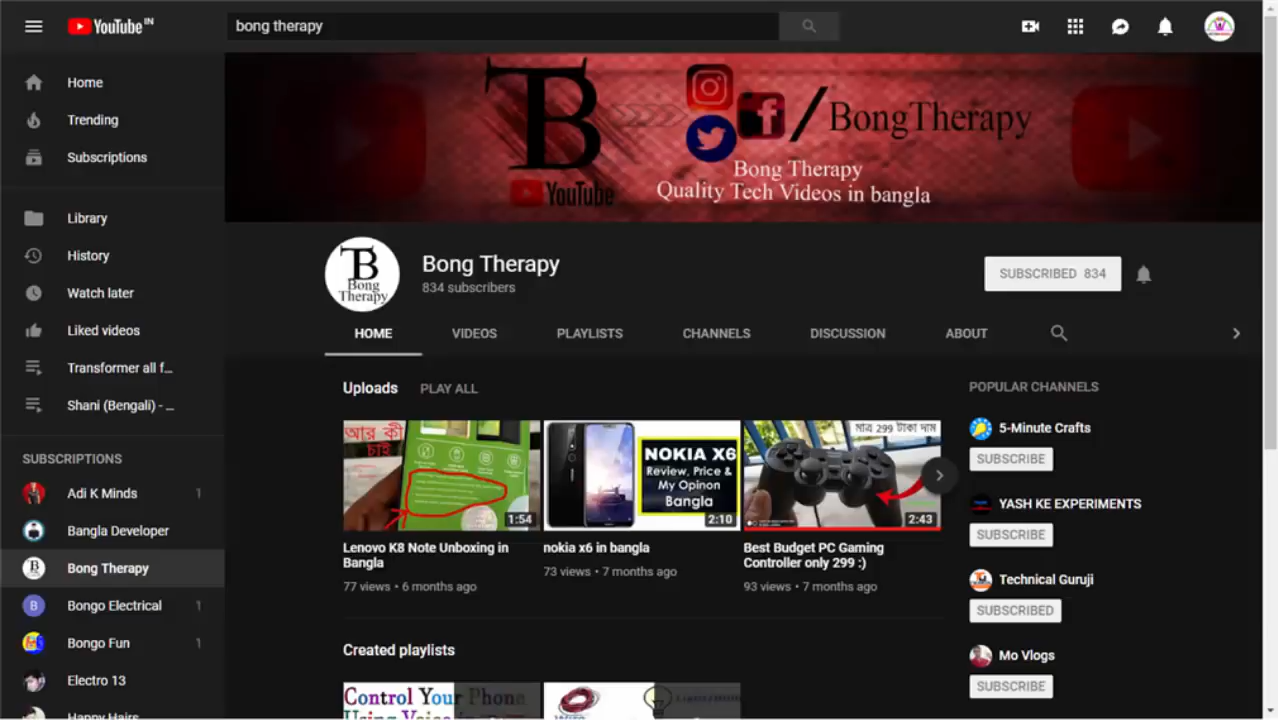 YouTube IN
bong therapy
Home
Trending
Subscriptions
Library
History
Watch later
Liked videos
Transformer all f...
Shani (Bengali) - ...
SUBSCRIPTIONS
Adi K Minds 1
Bangla Developer
Bong Therapy
Bongo Electrical 1
Bongo Fun 1
Electro 13
Happy Hairs
B
YouTube
/BongTherapy
Bong Therapy
Quality Tech Videos in bangla
B
Bong
Therapy
Bong Therapy
834 subscribers
SUBSCRIBED 834
HOME VIDEOS PLAYLISTS CHANNELS DISCUSSION ABOUT
Uploads PLAY ALL
আর কী
চাই
1:54
Lenovo K8 Note Unboxing in
Bangla
77 views • 6 months ago
NOKIA X6
Review, Price &
My Opinon
Bangla
2:10
nokia x6 in bangla
73 views • 7 months ago
মাত্র 299 টাকা দাম
2:43
Best Budget PC Gaming
Controller only 299 :)
93 views • 7 months ago
Created playlists
Control Your Phone
Using Voice
POPULAR CHANNELS
5-Minute Crafts
SUBSCRIBE
YASH KE EXPERIMENTS
SUBSCRIBE
Technical Guruji
SUBSCRIBED
Mo Vlogs
SUBSCRIBE